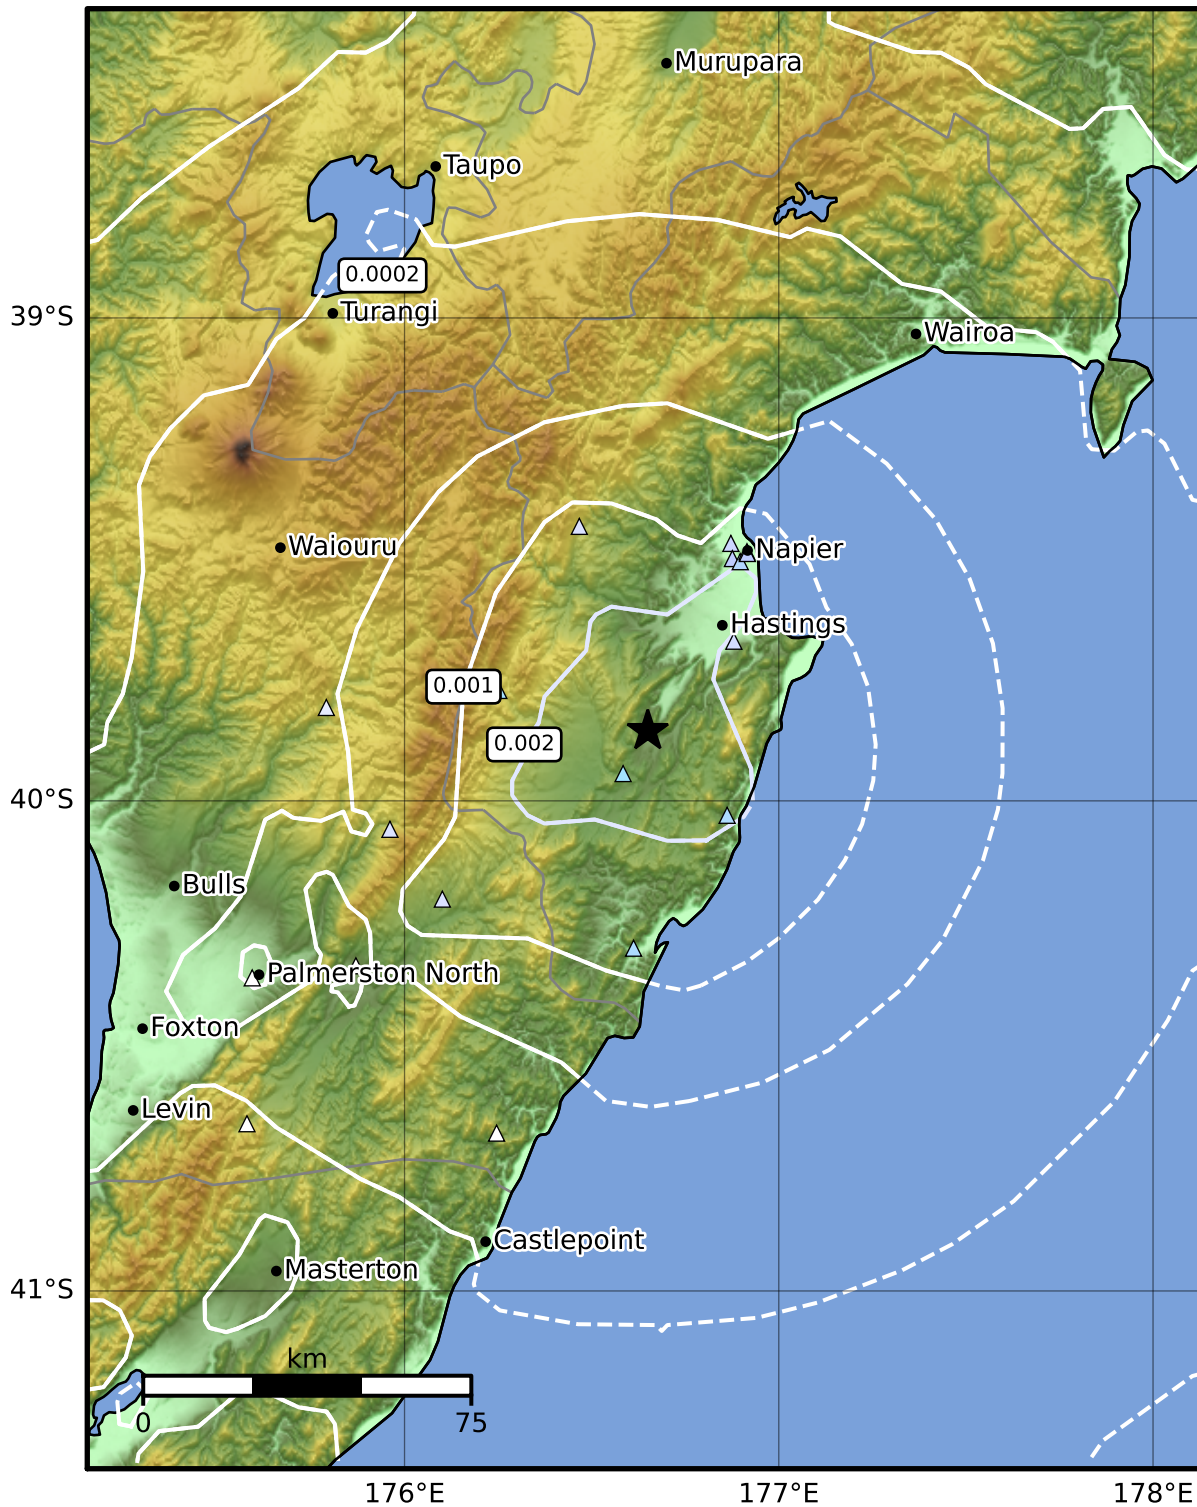 Murupara
Taupo
0.0002
Turangi
39°S
Wairoa
Waiouru
Napier
Hastings
0.001
0.002
40°S
Bulls
Palmerston North
Foxton
Levin
Castlepoint
Masterton
41°S
km
0 75
176°E 177°E 178°E